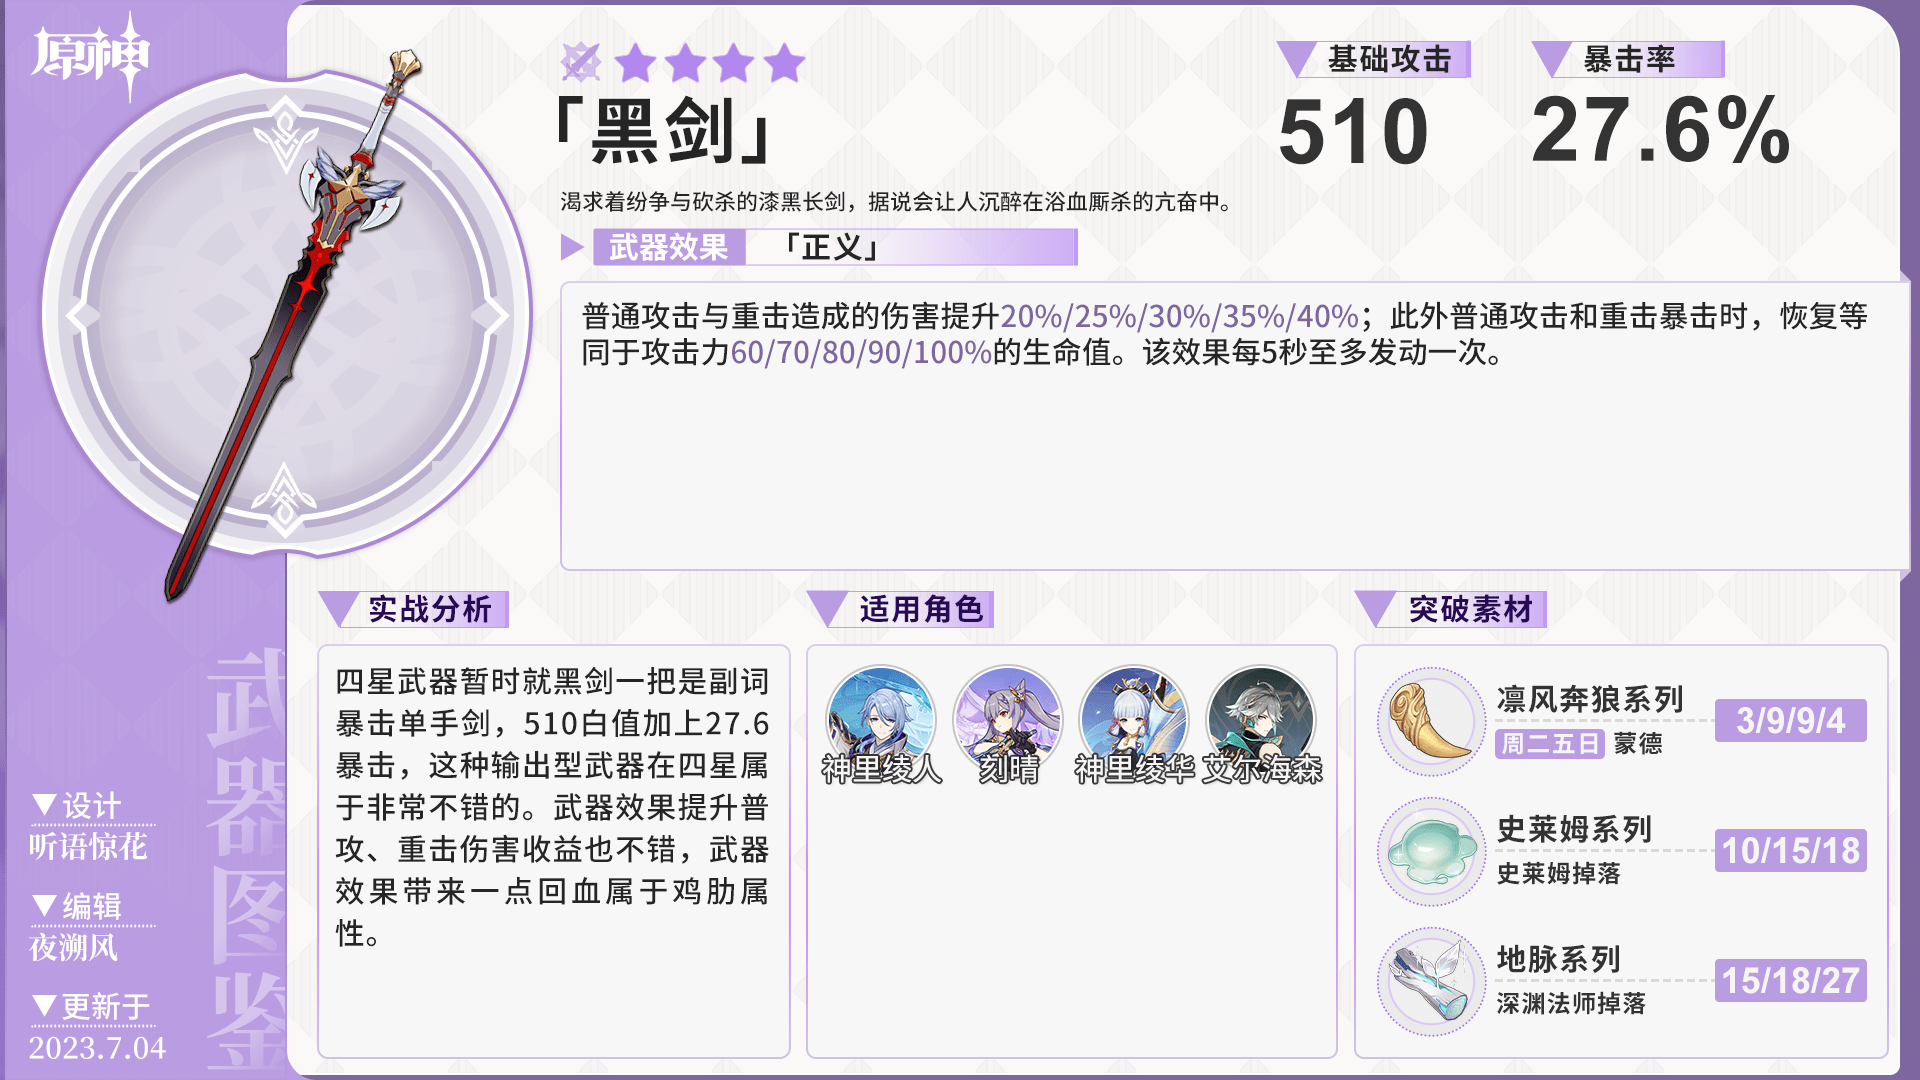 原神
「黑剑」
基础攻击
510
暴击率
27.6%
渴求着纷争与砍杀的漆黑长剑，据说会让人沉醉在浴血厮杀的亢奋中。
武器效果
「正义」
普通攻击与重击造成的伤害提升20%/25%/30%/35%/40%；此外普通攻击和重击暴击时，恢复等
同于攻击力60/70/80/90/100%的生命值。该效果每5秒至多发动一次。
实战分析
四星武器暂时就黑剑一把是副词
暴击单手剑，510白值加上27.6
暴击，这种输出型武器在四星属
于非常不错的。武器效果提升普
攻、重击伤害收益也不错，武器
效果带来一点回血属于鸡肋属
性。
适用角色
神里绫人
刻晴
神里绫华
艾尔海森
突破素材
凛风奔狼系列
周二五日 蒙德
3/9/9/4
史莱姆系列
史莱姆掉落
10/15/18
地脉系列
深渊法师掉落
15/18/27
武器图鉴
▼设计
听语惊花
▼编辑
夜溯风
▼更新于
2023.7.04